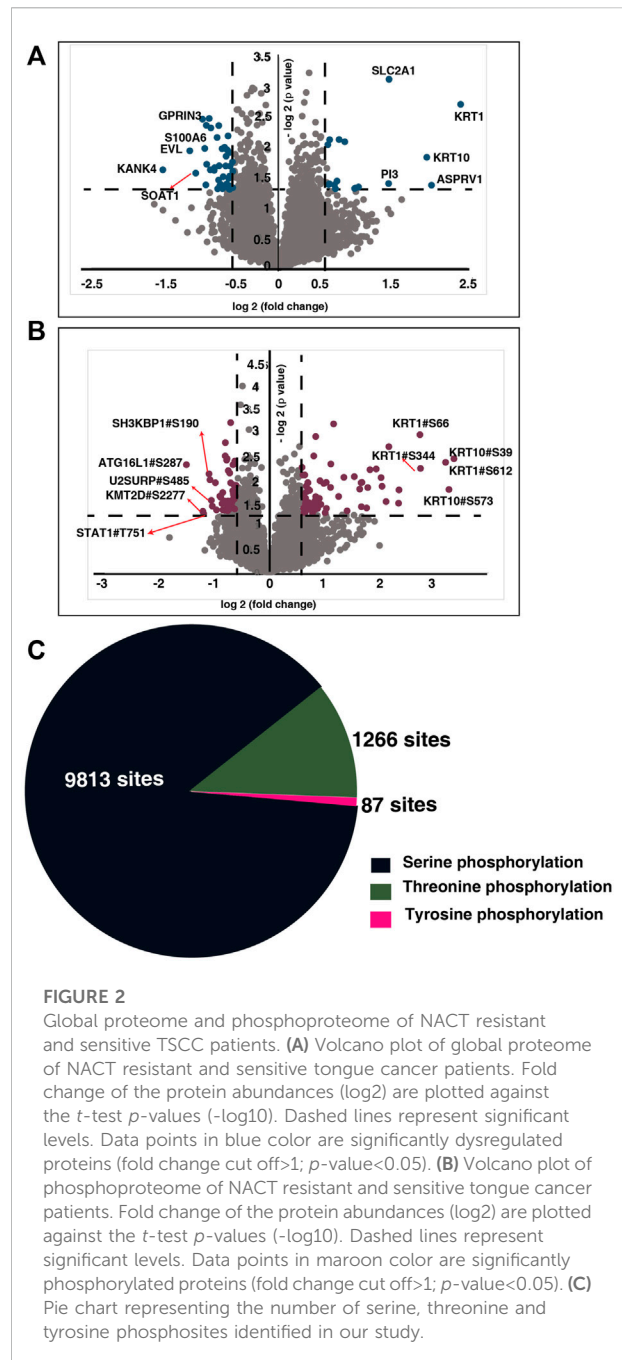 A
3.5
3
2.5
2
1.5
1
0.5
0
- log 2 (p value)
SLC2A1
KRT1
GPRIN3
S100A6
EVL
KANK4
SOAT1
KRT10
PI3
ASPRV1
-2.5
-1.5
-0.5
0
0.5
1.5
2.5
log 2 (fold change)
B
4.5
4
3.5
3
2.5
2
1.5
1
0.5
0
- log 2 (p value)
SH3KBP1#S190
ATG16L1#S287
U2SURP#S485
KMT2D#S2277
STAT1#T751
KRT1#S66
KRT1#S344
KRT10#S39
KRT1#S612
KRT10#S573
-3
-2
-1
0
1
2
3
log 2 (fold change)
C
9813 sites
1266 sites
87 sites
Serine phosphorylation
Threonine phosphorylation
Tyrosine phosphorylation
FIGURE 2
Global proteome and phosphoproteome of NACT resistant
and sensitive TSCC patients. (A) Volcano plot of global proteome
of NACT resistant and sensitive tongue cancer patients. Fold
change of the protein abundances (log2) are plotted against
the t-test p-values (-log10). Dashed lines represent significant
levels. Data points in blue color are significantly dysregulated
proteins (fold change cut off>1; p-value<0.05). (B) Volcano plot of
phosphoproteome of NACT resistant and sensitive tongue cancer
patients. Fold change of the protein abundances (log2) are plotted
against the t-test p-values (-log10). Dashed lines represent
significant levels. Data points in maroon color are significantly
phosphorylated proteins (fold change cut off>1; p-value<0.05). (C)
Pie chart representing the number of serine, threonine and
tyrosine phosphosites identified in our study.